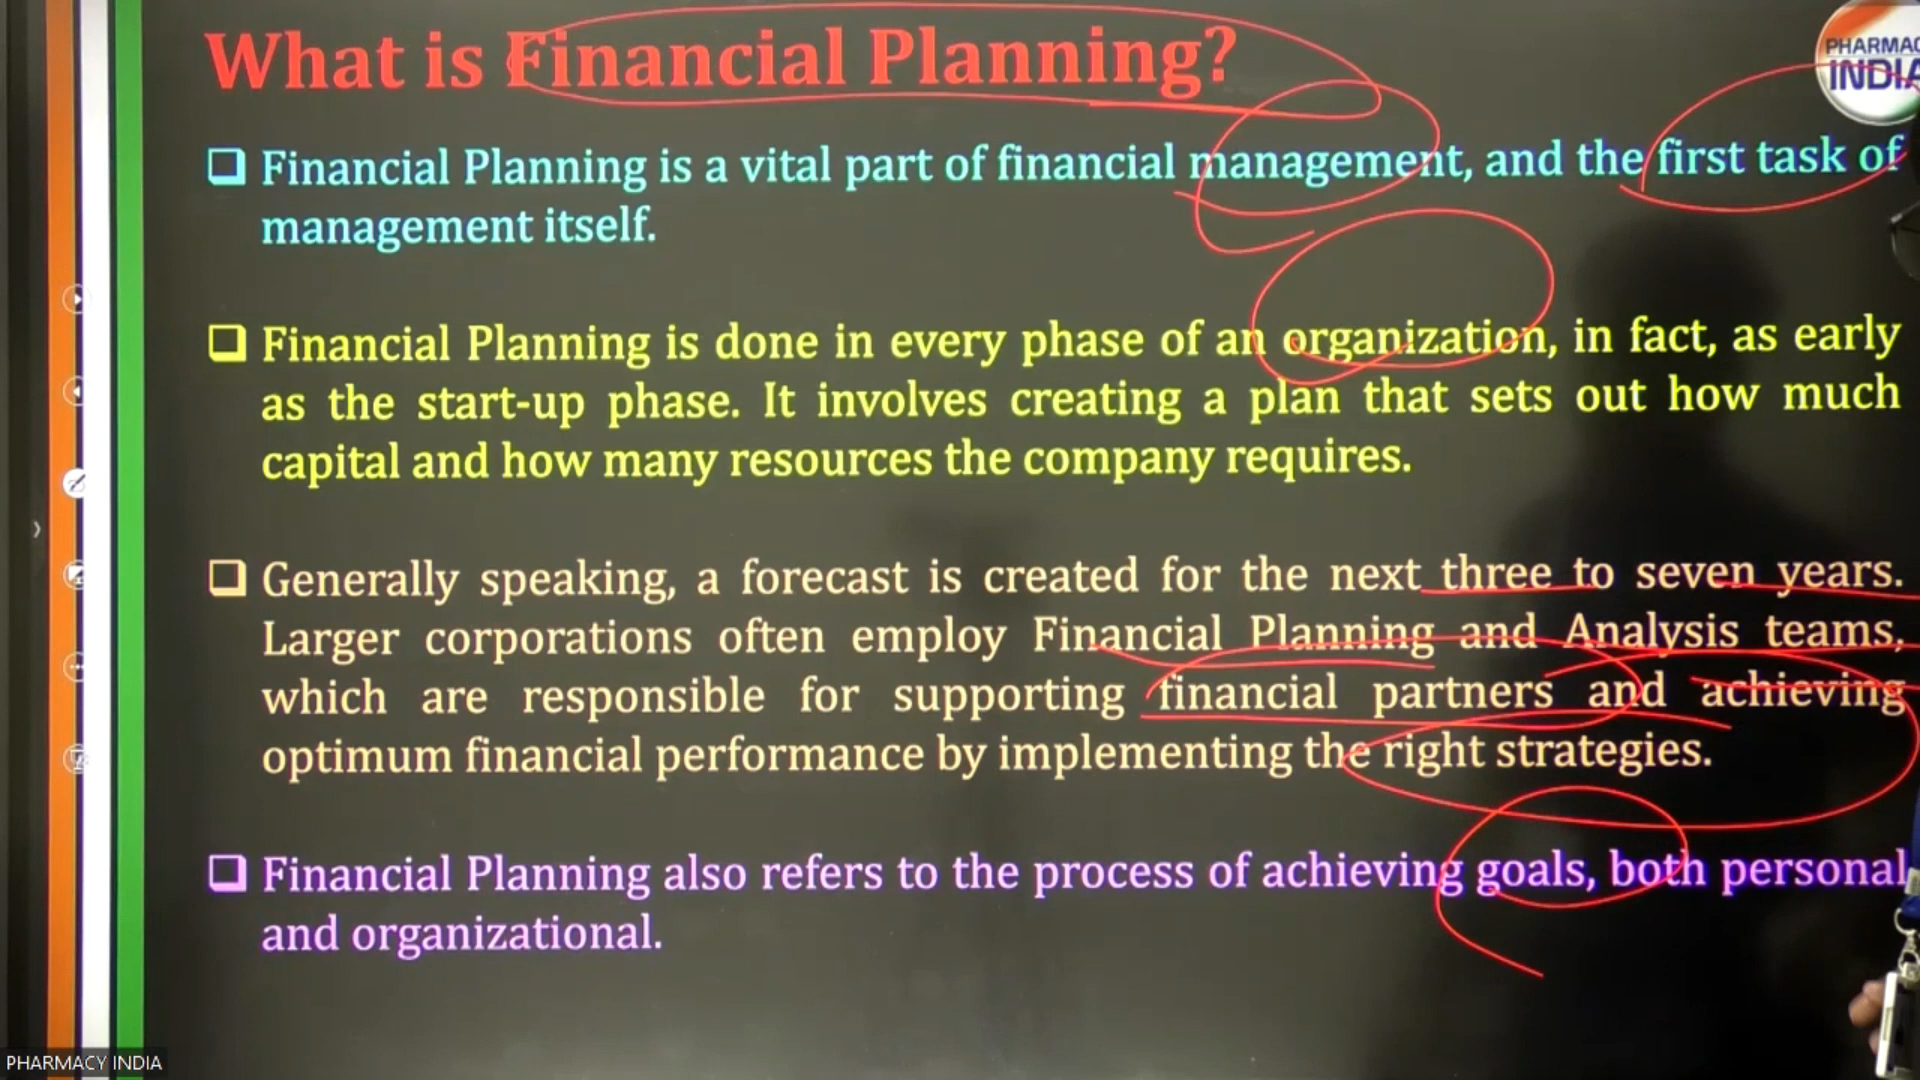 What is Financial Planning?
PHARMAC
INDIA
❑ Financial Planning is a vital part of financial management, and the first task of
management itself.
❑ Financial Planning is done in every phase of an organization, in fact, as early
as the start-up phase. It involves creating a plan that sets out how much
capital and how many resources the company requires.
❑ Generally speaking, a forecast is created for the next three to seven years.
Larger corporations often employ Financial Planning and Analysis teams,
which are responsible for supporting financial partners and achieving
optimum financial performance by implementing the right strategies.
❑ Financial Planning also refers to the process of achieving goals, both personal
and organizational.
PHARMACY INDIA